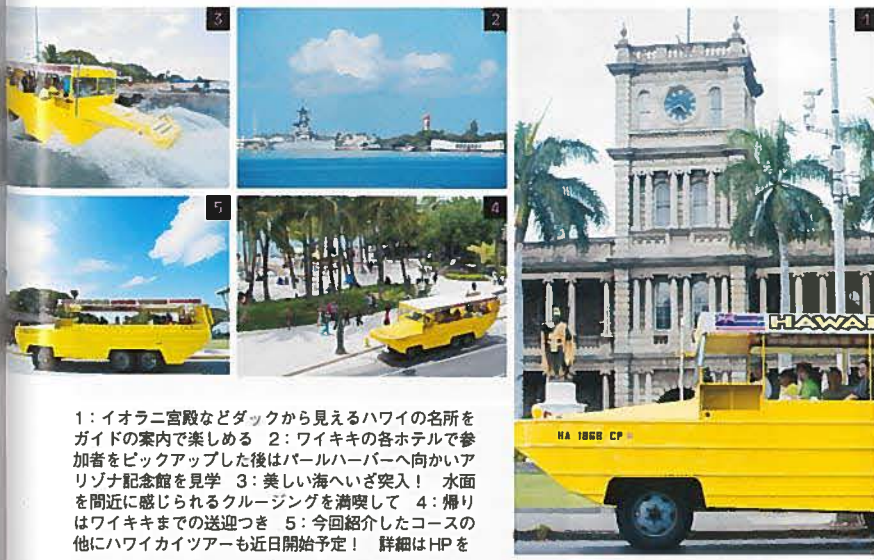 3
2
1
5
4
HAWAI
HA 1868 CP
1：イオラニ宮殿などダックから見えるハワイの名所を
ガイドの案内で楽しめる　2：ワイキキの各ホテルで参
加者をピックアップした後はパールハーバーへ向かいア
リゾナ記念館を見学　3：美しい海へいざ突入！　水面
を間近に感じられるクルージングを満喫して　4：帰り
はワイキキまでの送迎つき　5：今回紹介したコースの
他にハワイカイツアーも近日開始予定！　詳細はHPを